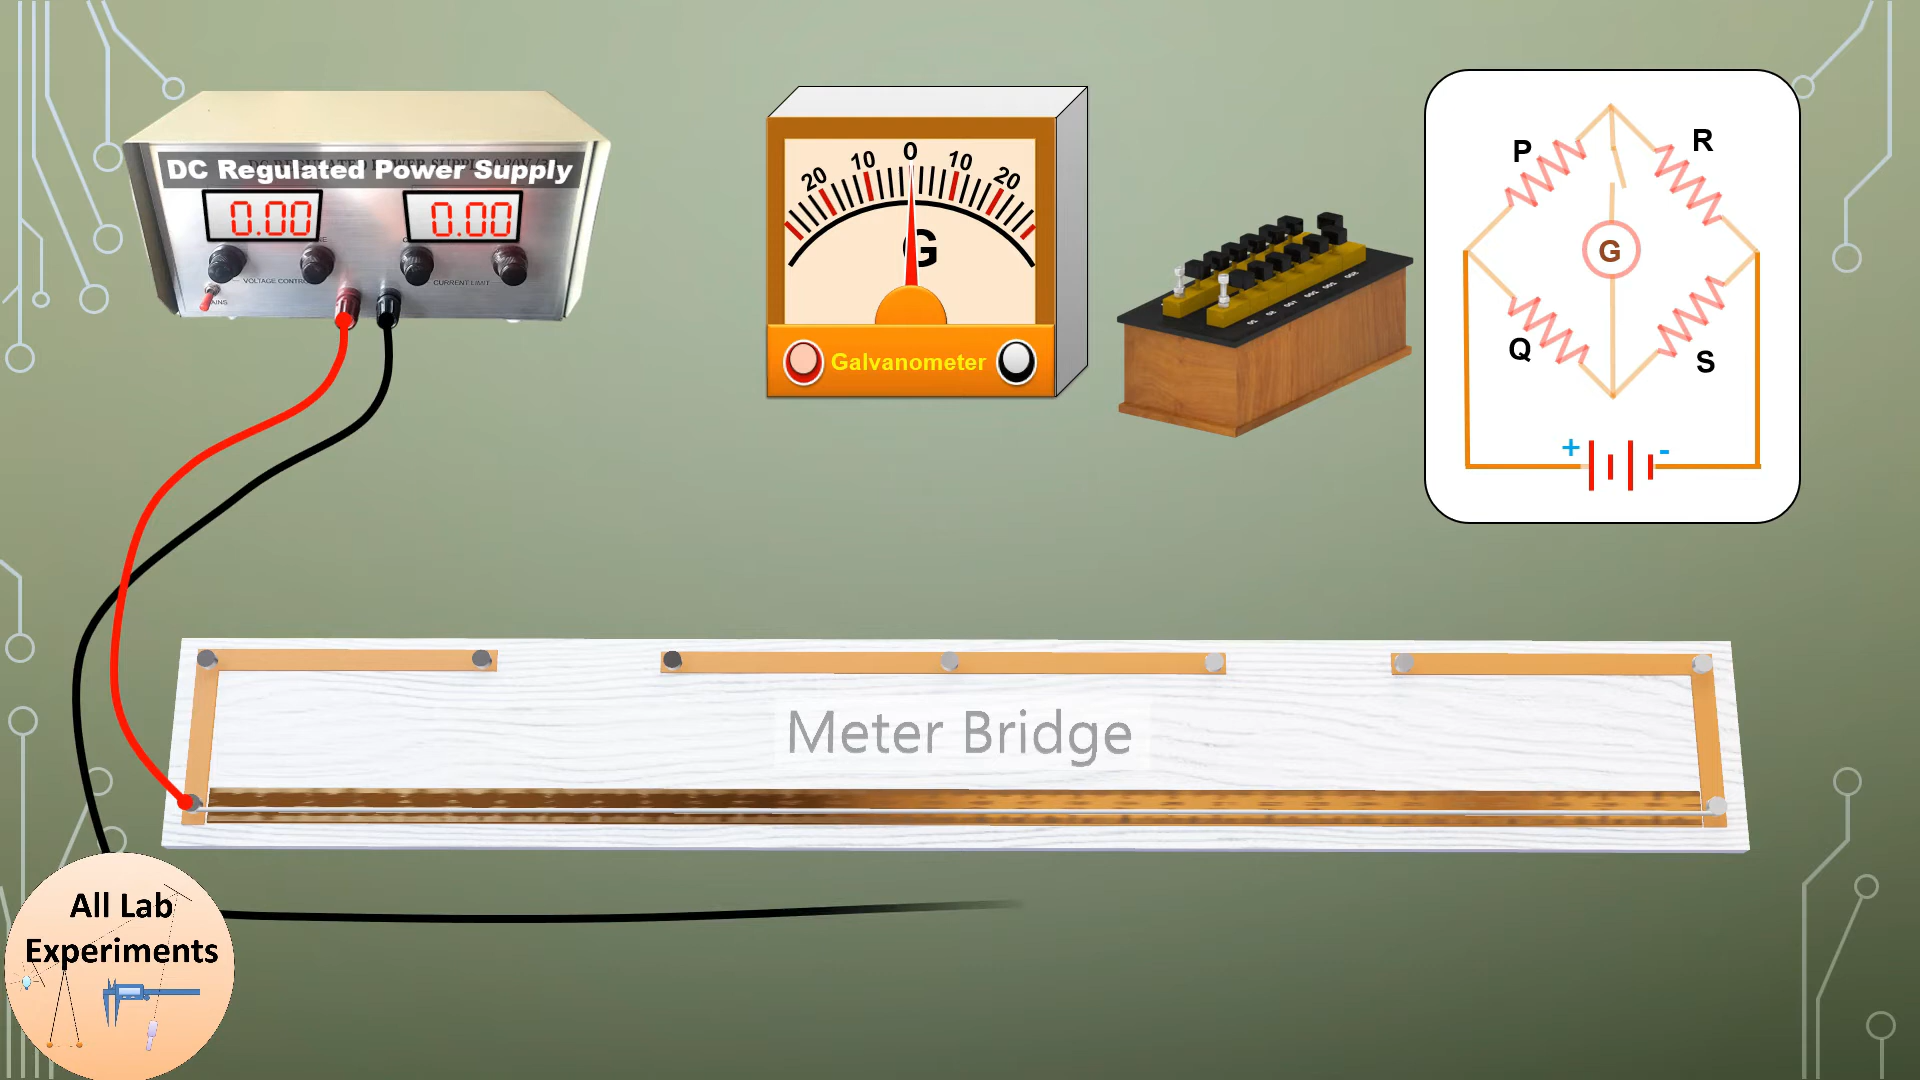 DC Regulated Power Supply
0.00
0.00
VOLTAGE CONTR
CURRENT LIMIT
20
10
0
10
20
G
Galvanometer
P
R
G
Q
S
+
-
Meter Bridge
All Lab
Experiments